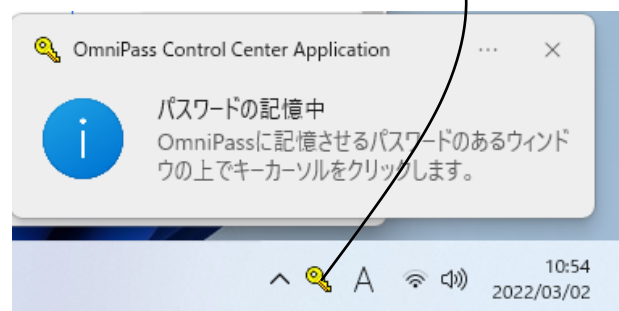 OmniPass Control Center Application
パスワードの記憶中
OmniPassに記憶させるパスワードのあるウィンド
ウの上でキーカーソルをクリックします。
A
10:54
2022/03/02